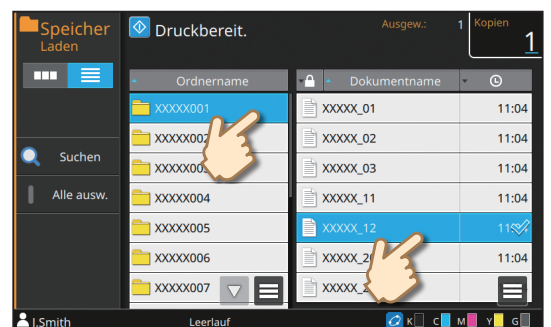 Speicher
Laden
Druckbereit.
Ausgew.: 1
Kopien
1
Ordnername
Dokumentname
XXXXX001
XXXXX002
XXXXX004
XXXXX005
XXXXX006
XXXXX007
XXXXX_01 11:04
XXXXX_02 11:04
XXXXX_03 11:04
XXXXX_11 11:04
XXXXX_12
11:04
Suchen
Alle ausw.
J.Smith
Leerlauf
K C M Y G